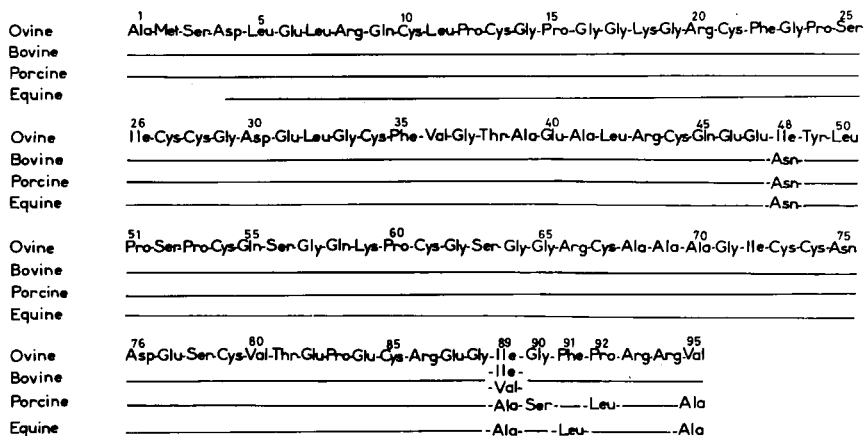 1 5 10 15 20 25
Ovine Ala-Met-Ser-Asp-Leu-Glu-Leu-Arg-Gln-Cys-Leu-Pro-Cys-Gly-Pro-Gly-Gly-Lys-Gly-Arg-Cys-Phe-Gly-Pro-Ser
Bovine
Porcine
Equine
26 30 35 40 45 48 50
Ovine Ile-Cys-Cys-Gly-Asp-Glu-Leu-Gly-Cys-Phe-Val-Gly-Thr-Ala-Glu-Ala-Leu-Arg-Cys-Gln-Glu-Glu-Ile-Tyr-Leu
Bovine -Asn-
Porcine -Asn-
Equine -Asn-
51 55 60 65 70 75
Ovine Pro-Ser-Pro-Cys-Gln-Ser-Gly-Gln-Lys-Pro-Cys-Gly-Ser-Gly-Gly-Arg-Cys-Ala-Ala-Ala-Gly-Ile-Cys-Cys-Asn
Bovine
Porcine
Equine
76 80 85 89 90 91 92 95
Ovine Asp-Glu-Ser-Cys-Val-Thr-Glu-Pro-Glu-Cys-Arg-Glu-Gly-Ile-Gly-Phe-Pro-Arg-Arg-Val
Bovine -Ile-
-Val-
Porcine -Ala-Ser- -Leu- Ala
Equine -Ala- -Leu- Ala